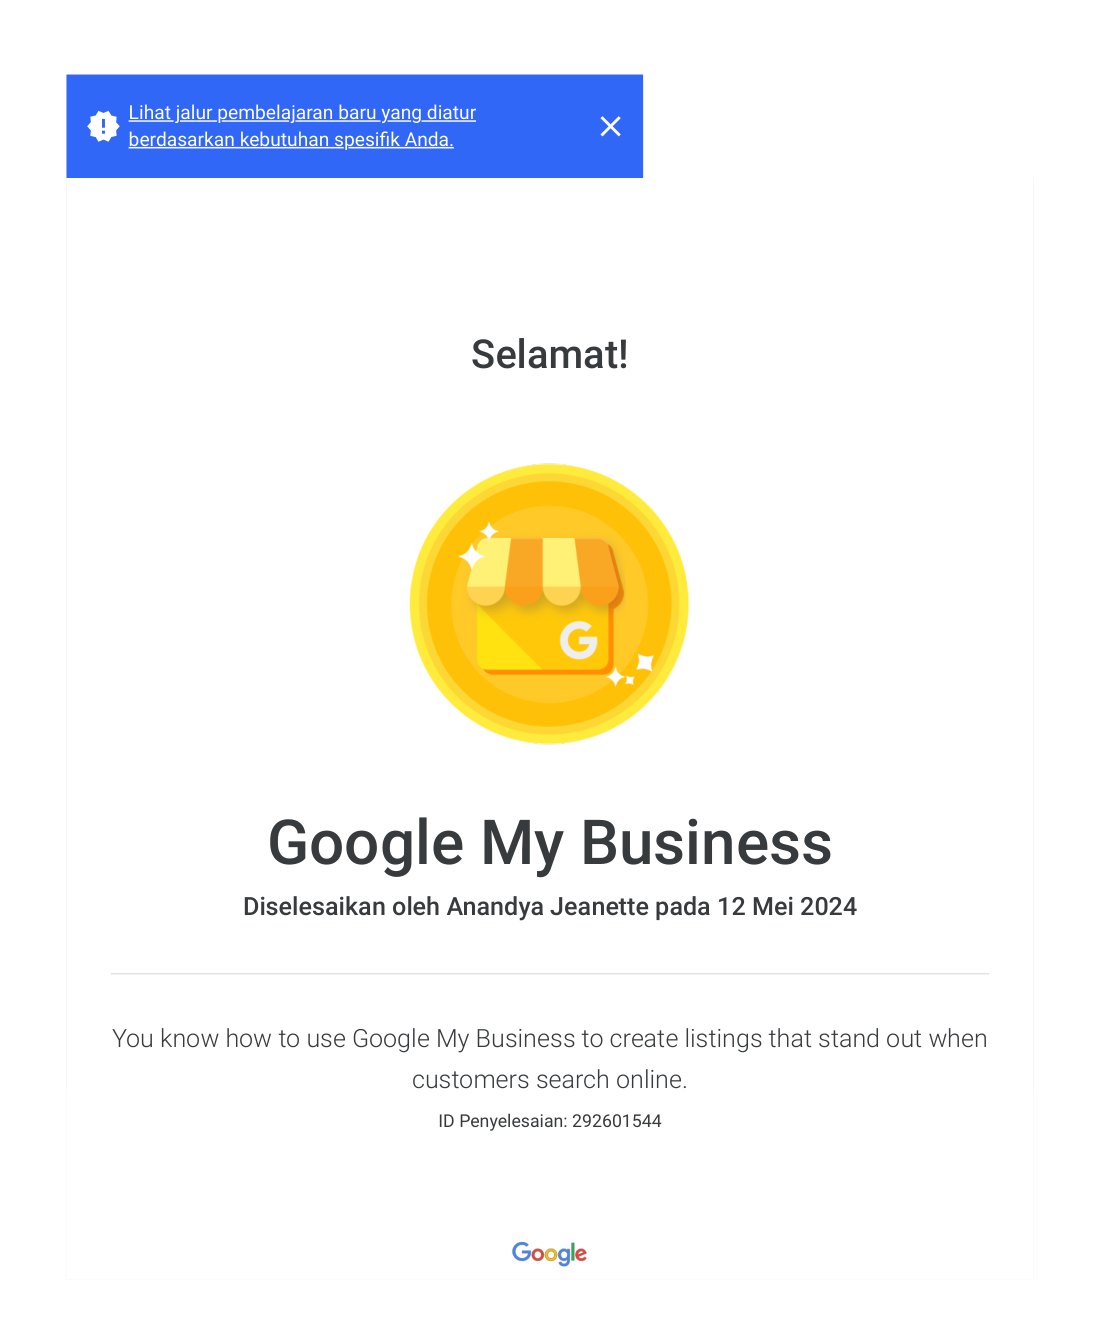 Lihat jalur pembelajaran baru yang diatur
berdasarkan kebutuhan spesifik Anda.
Selamat!
G
Google My Business
Diselesaikan oleh Anandya Jeanette pada 12 Mei 2024
You know how to use Google My Business to create listings that stand out when
customers search online.
ID Penyelesaian: 292601544
Google